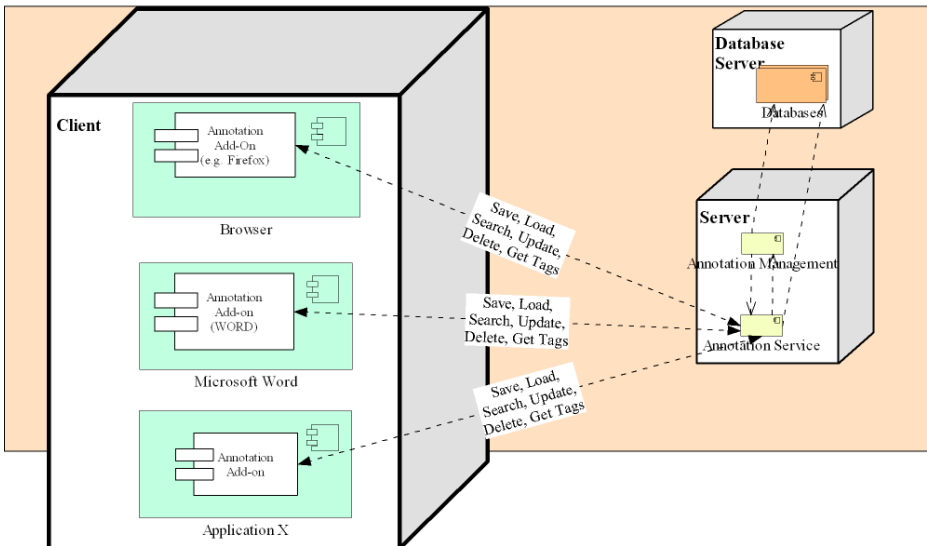 Client
Annotation
Add-On
(e.g. Firefox)
Browser
Annotation
Add-on
(WORD)
Microsoft Word
Annotation
Add-on
Application X
Save, Load,
Search, Update,
Delete, Get Tags
Save, Load,
Search, Update,
Delete, Get Tags
Save, Load,
Search, Update,
Delete, Get Tags
Database
Server
Databases
Server
Annotation Management
Annotation Service